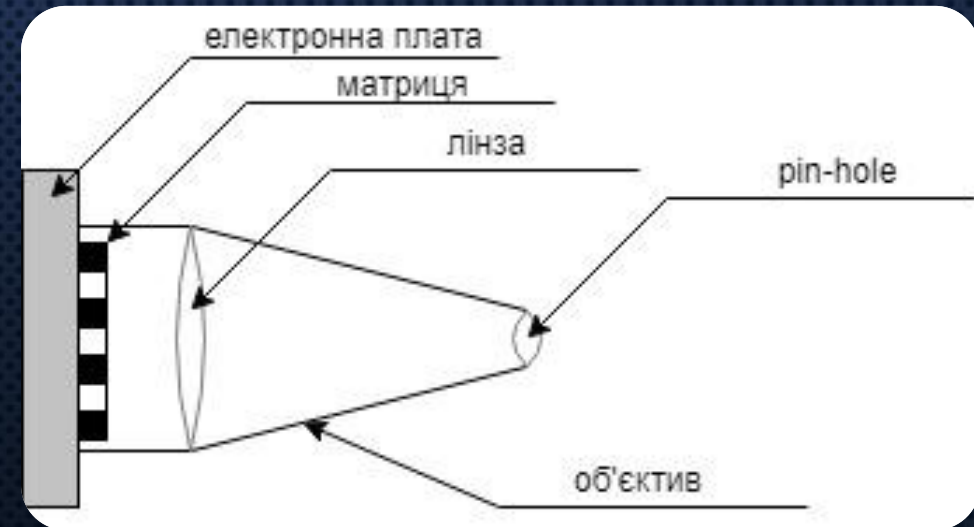 електронна плата
матриця
лінза
pin-hole
об'єктив